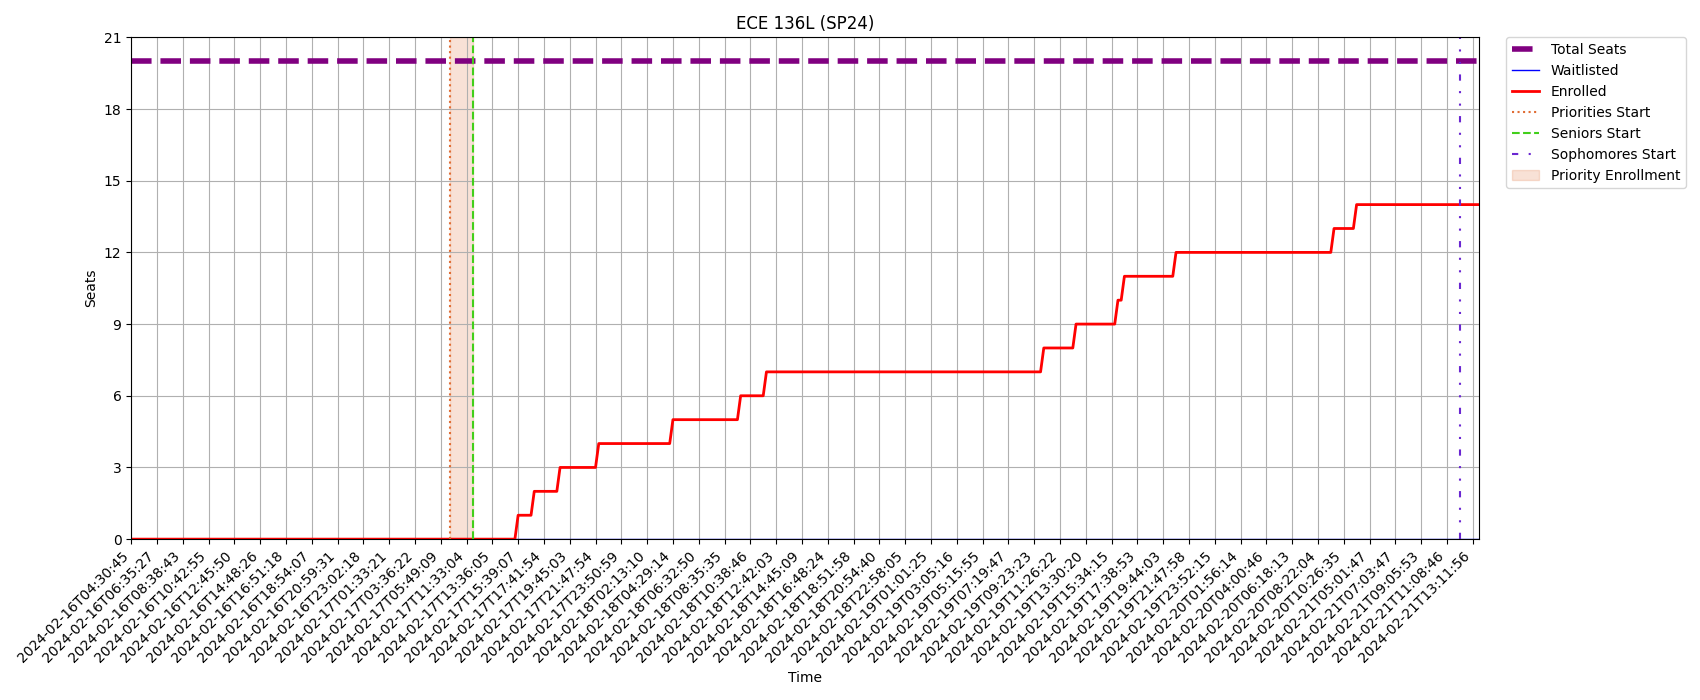 ECE 136L (SP24)
21
18
15
12
9
6
3
0
Seats
2024-02-16T04:30:45
2024-02-16T06:35:27
2024-02-16T08:38:43
2024-02-16T10:42:55
2024-02-16T12:45:50
2024-02-16T14:48:26
2024-02-16T16:51:18
2024-02-16T18:54:07
2024-02-16T20:59:31
2024-02-16T23:02:18
2024-02-17T01:33:21
2024-02-17T03:36:22
2024-02-17T05:49:09
2024-02-17T11:33:04
2024-02-17T13:36:05
2024-02-17T15:39:07
2024-02-17T17:41:54
2024-02-17T19:45:03
2024-02-17T21:47:54
2024-02-17T23:50:59
2024-02-18T02:13:10
2024-02-18T04:29:14
2024-02-18T06:32:50
2024-02-18T08:35:35
2024-02-18T10:38:46
2024-02-18T12:42:03
2024-02-18T14:45:09
2024-02-18T16:48:24
2024-02-18T18:51:58
2024-02-18T20:54:40
2024-02-18T22:58:05
2024-02-19T01:01:25
2024-02-19T03:05:16
2024-02-19T05:15:55
2024-02-19T07:19:47
2024-02-19T09:23:23
2024-02-19T11:26:22
2024-02-19T13:30:20
2024-02-19T15:34:15
2024-02-19T17:38:53
2024-02-19T19:44:03
2024-02-19T21:47:58
2024-02-19T23:52:15
2024-02-20T01:56:14
2024-02-20T04:00:46
2024-02-20T06:18:13
2024-02-20T08:22:04
2024-02-20T10:26:35
2024-02-21T05:01:47
2024-02-21T07:03:47
2024-02-21T09:05:53
2024-02-21T11:08:46
2024-02-21T13:11:56
Time
Total Seats
Waitlisted
Enrolled
Priorities Start
Seniors Start
Sophomores Start
Priority Enrollment